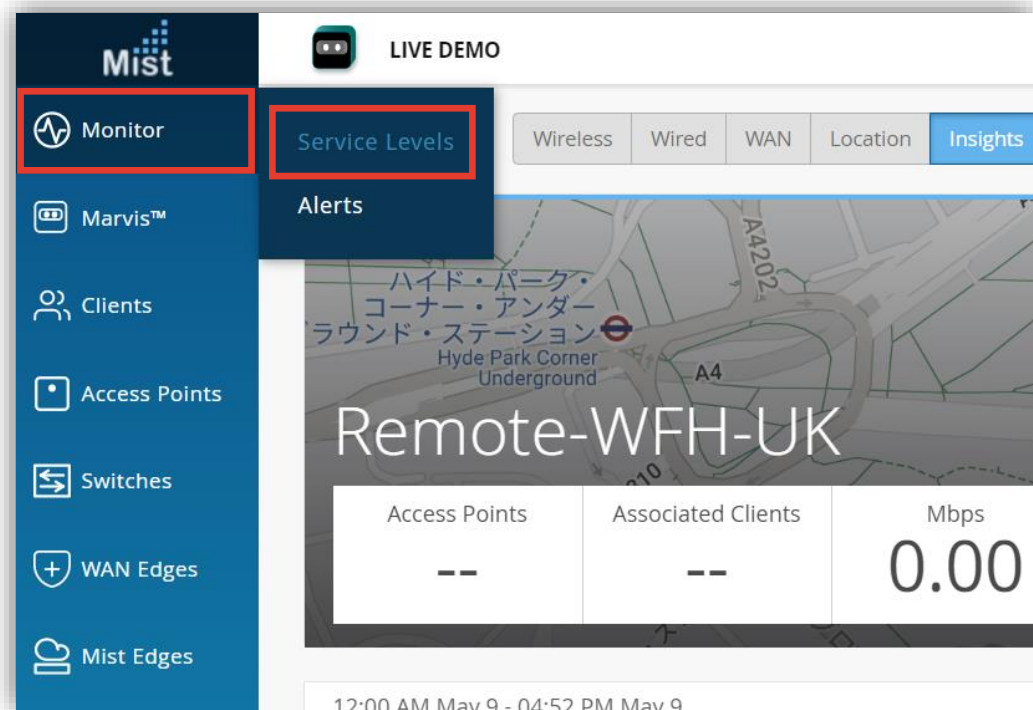 Mist
LIVE DEMO
Monitor
Service Levels
Wireless
Wired
WAN
Location
Insights
Marvis™
Alerts
Clients
Access Points
Switches
WAN Edges
Mist Edges
A4202
ハイド・パーク・
コーナー・アンダー
ラウンド・ステーション
Hyde Park Corner
Underground
A4
Remote-WFH-UK
Access Points
Associated Clients
Mbps
--
--
0.00
12:00 AM May 9 - 04:52 PM May 9